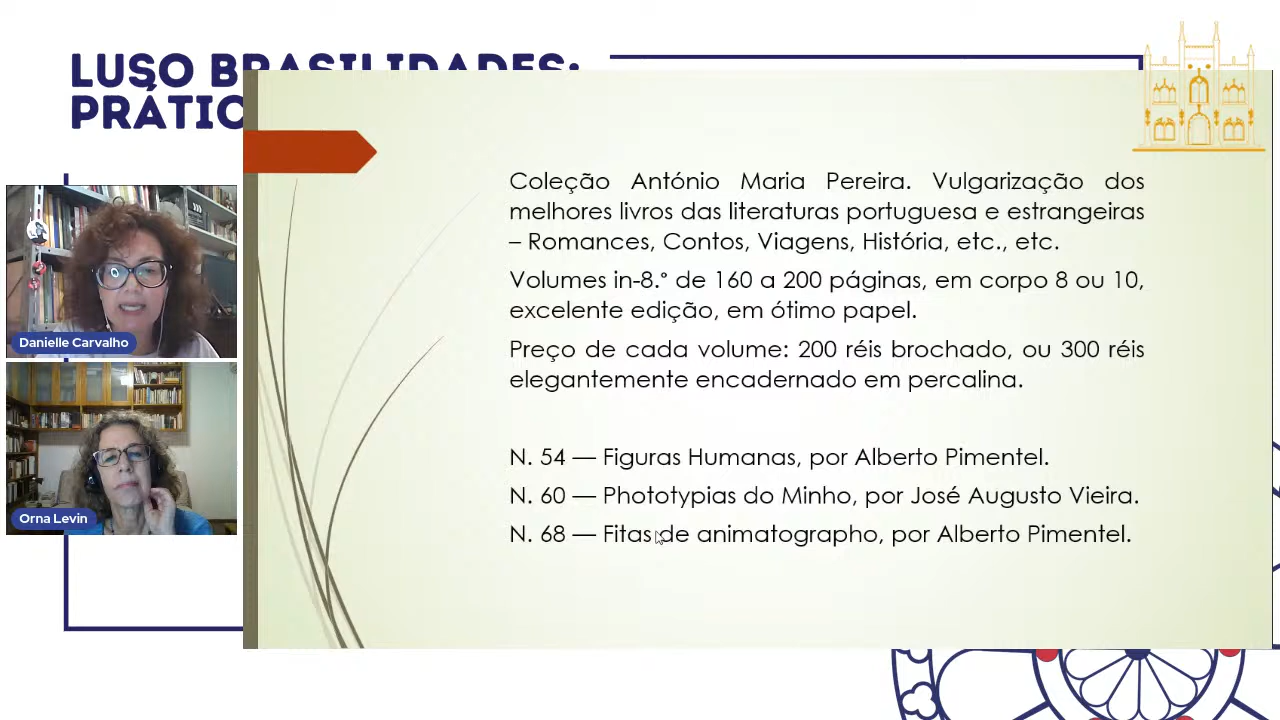 LUSO BRASILIDADES:
PRÁTIC
Coleção António Maria Pereira. Vulgarização dos
melhores livros das literaturas portuguesa e estrangeiras
– Romances, Contos, Viagens, História, etc., etc.
Volumes in-8.º de 160 a 200 páginas, em corpo 8 ou 10,
excelente edição, em ótimo papel.
Preço de cada volume: 200 réis brochado, ou 300 réis
elegantemente encadernado em percalina.
N. 54 — Figuras Humanas, por Alberto Pimentel.
N. 60 — Phototypias do Minho, por José Augusto Vieira.
N. 68 — Fitas de animatographo, por Alberto Pimentel.
Danielle Carvalho
Orna Levin